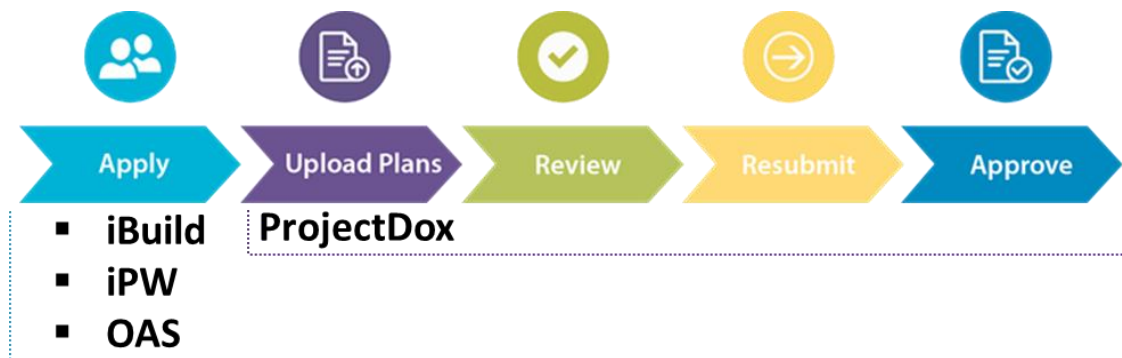 Apply
Upload Plans
Review
Resubmit
Approve
▪ iBuild
▪ iPW
▪ OAS
ProjectDox